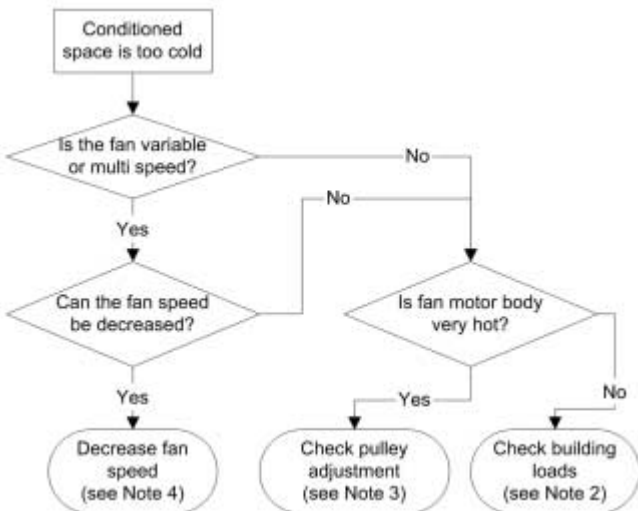 Conditioned
space is too cold
Is the fan variable
or multi speed?
No
No
Yes
Can the fan speed
be decreased?
Is fan motor body
very hot?
Yes
Yes
No
Decrease fan
speed
(see Note 4)
Check pulley
adjustment
(see Note 3)
Check building
loads
(see Note 2)